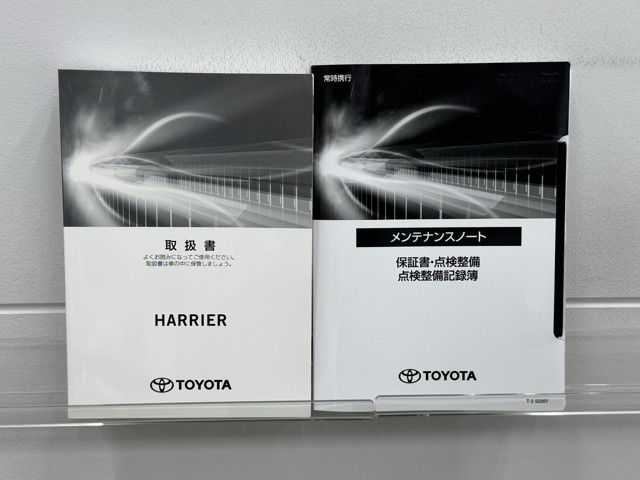 取扱書
よくお読みになってご使用ください。
取扱書は車の中に保管しましょう。
HARRIER
TOYOTA
常時携行
メンテナンスノート
保証書・点検整備
点検整備記録簿
TOYOTA